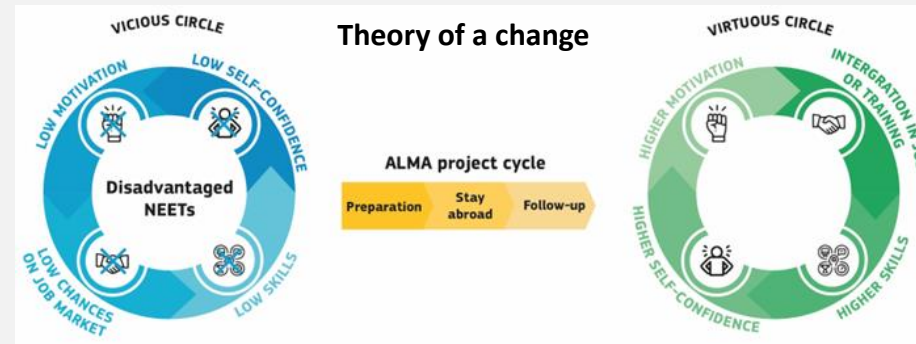 Theory of a change
VICIOUS CIRCLE
LOW MOTIVATION
LOW SELF-CONFIDENCE
Disadvantaged
NEETs
LOW CHANCES
ON JOB MARKET
LOW SKILLS
ALMA project cycle
Preparation
Stay
abroad
Follow-up
VIRTUOUS CIRCLE
HIGHER MOTIVATION
INTERGRATION IN
OR TRAINING
HIGHER SELF-CONFIDENCE
HIGHER SKILLS